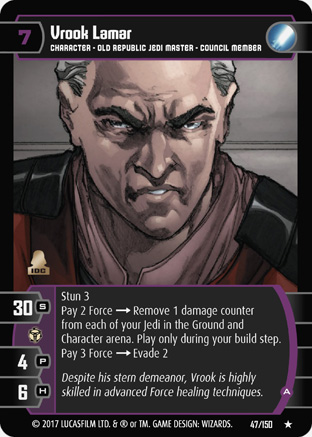 7
Vrook Lamar
CHARACTER · OLD REPUBLIC JEDI MASTER · COUNCIL MEMBER
IDC
30 S
4 P
6 H
Stun 3
Pay 2 Force → Remove 1 damage counter
from each of your Jedi in the Ground and
Character arena. Play only during your build step.
Pay 3 Force → Evade 2
Despite his stern demeanor, Vrook is highly
skilled in advanced Force healing techniques.
A
© 2017 LUCASFILM LTD. & ® or TM. GAME DESIGN: WIZARDS.
47/150 ★